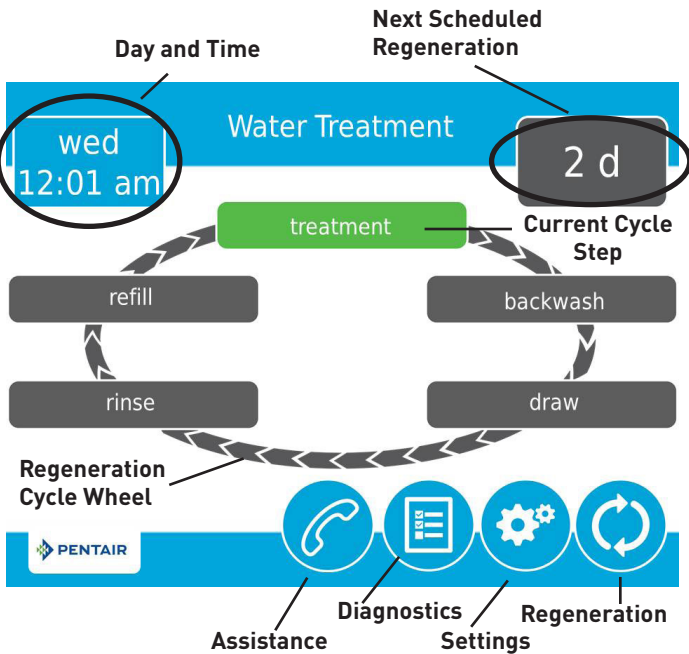 Day and Time
Next Scheduled
Regeneration
wed
12:01 am
Water Treatment
2 d
treatment
Current Cycle
Step
refill
backwash
rinse
draw
Regeneration
Cycle Wheel
PENTAIR
Assistance
Diagnostics
Settings
Regeneration